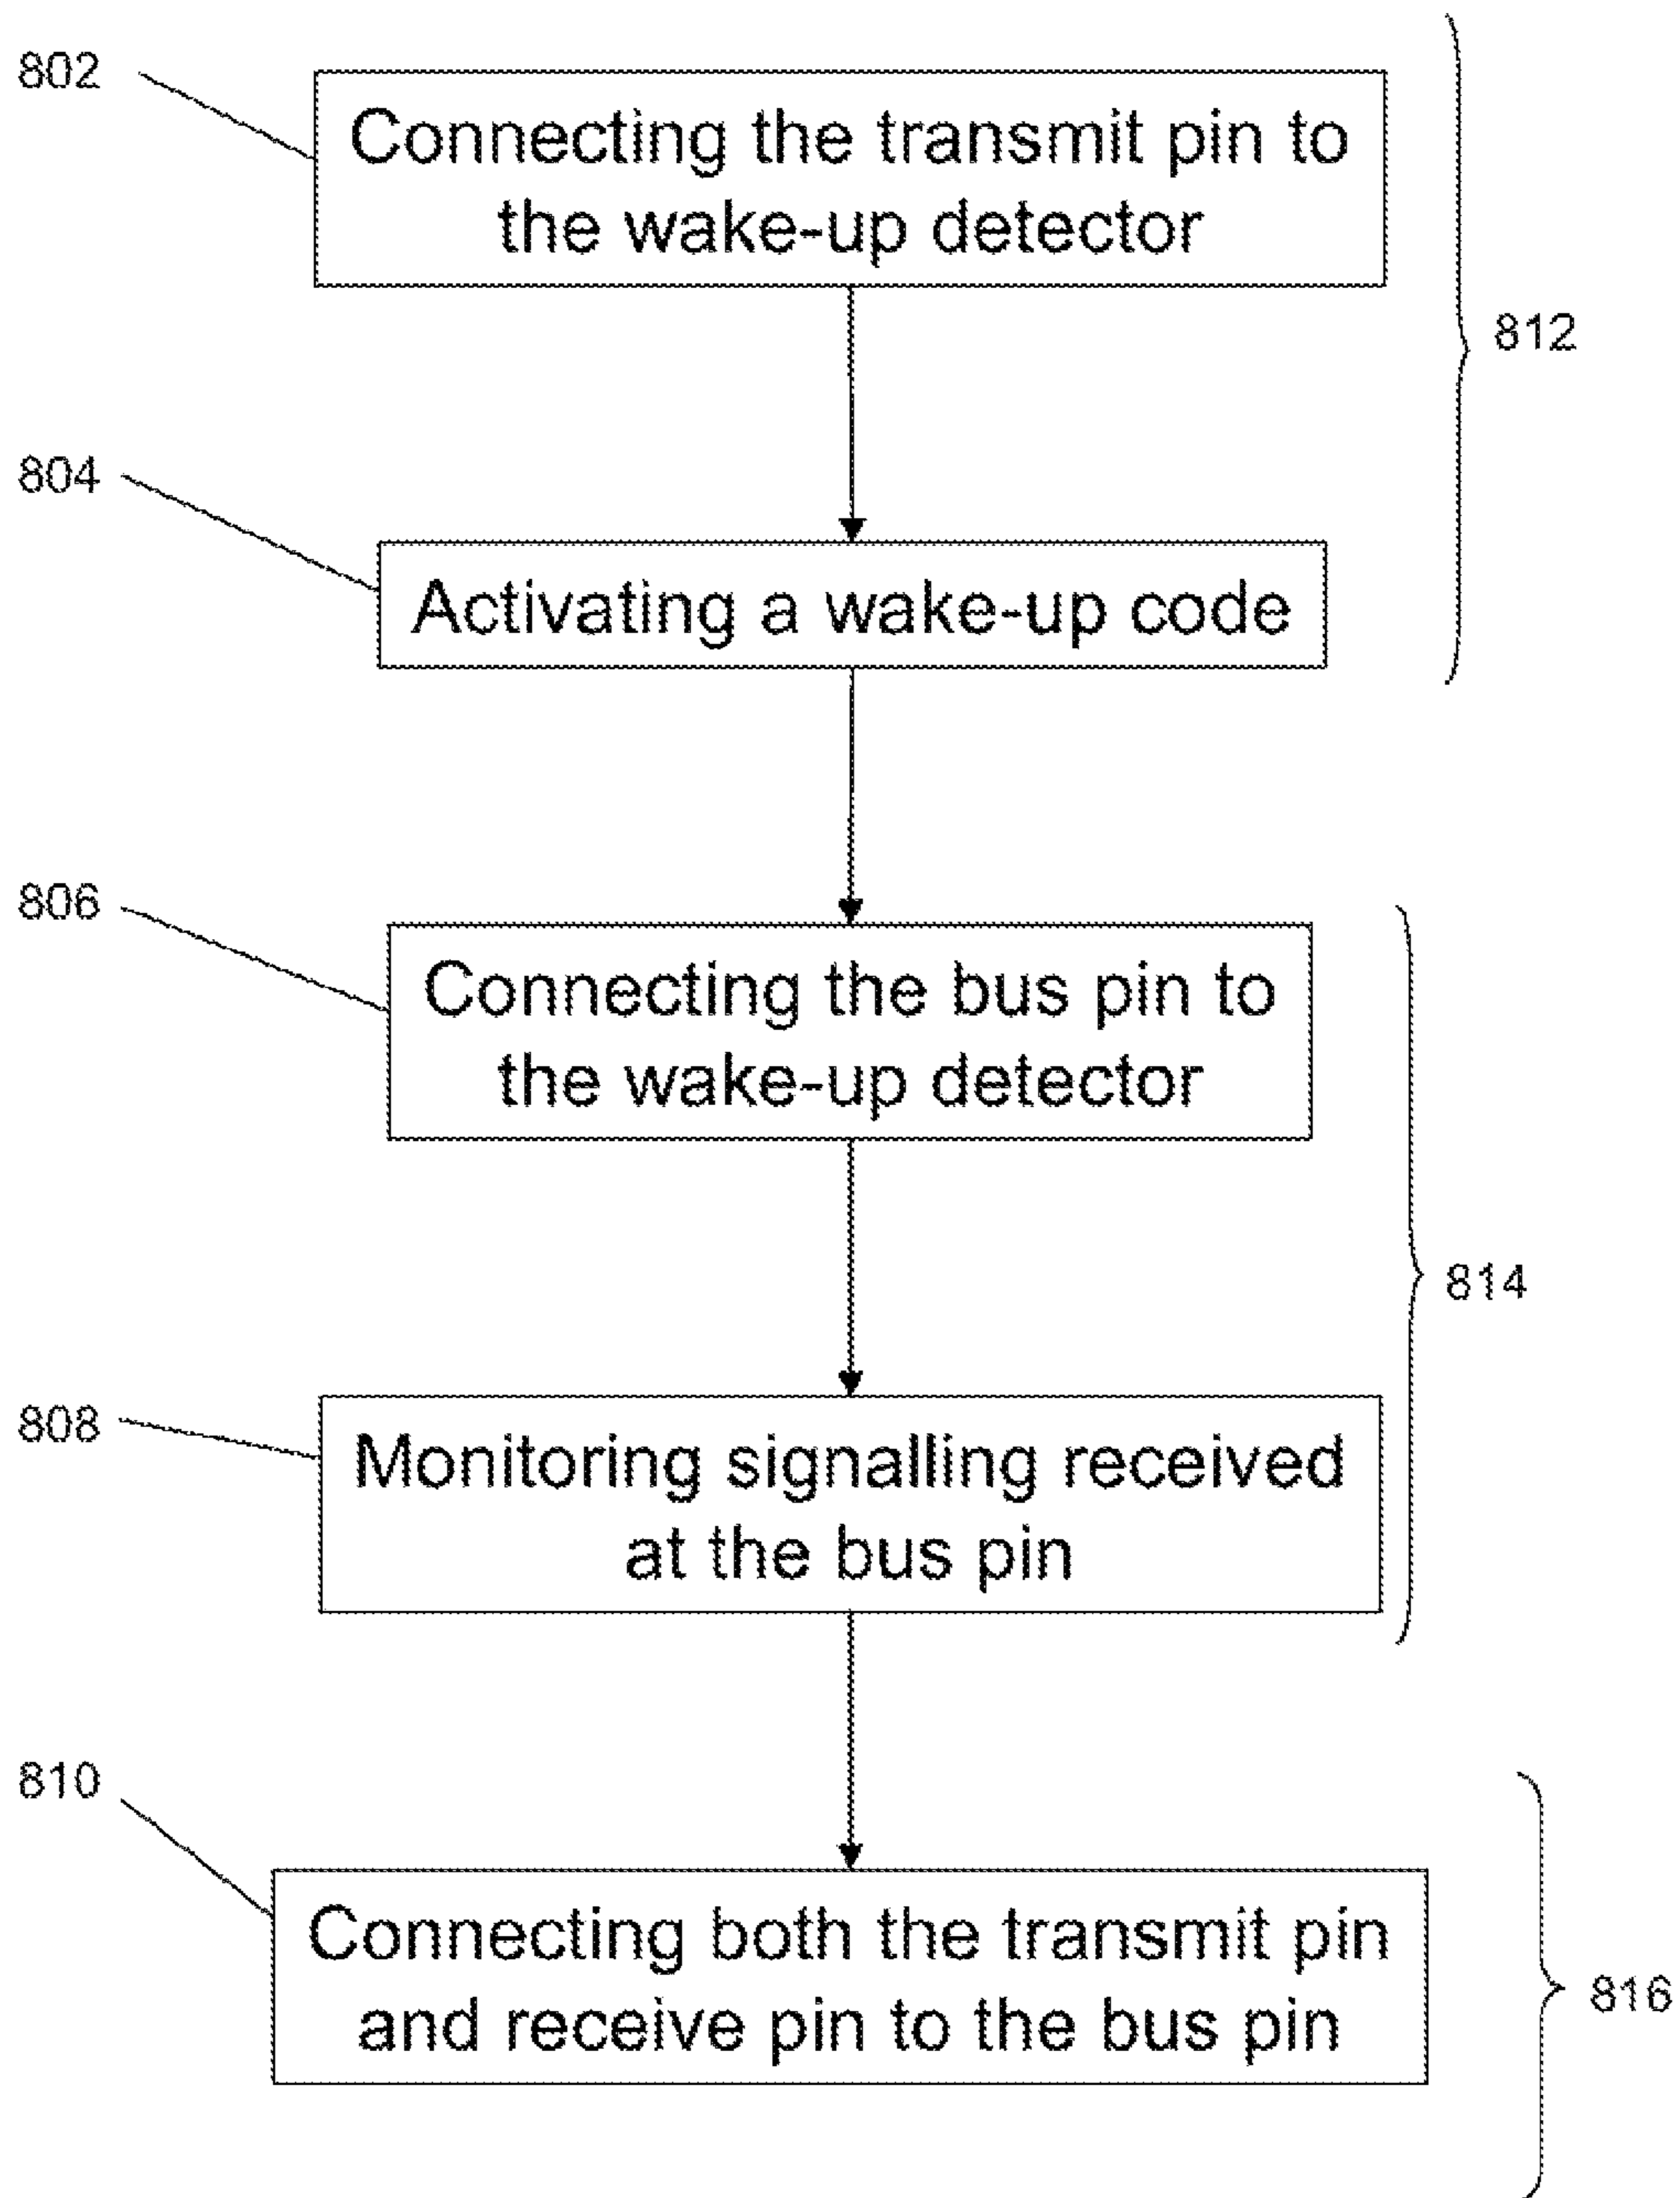 802
Connecting the transmit pin to
the wake-up detector
812
804
Activating a wake-up code
806
Connecting the bus pin to
the wake-up detector
814
808
Monitoring signalling received
at the bus pin
810
Connecting both the transmit pin
and receive pin to the bus pin
816